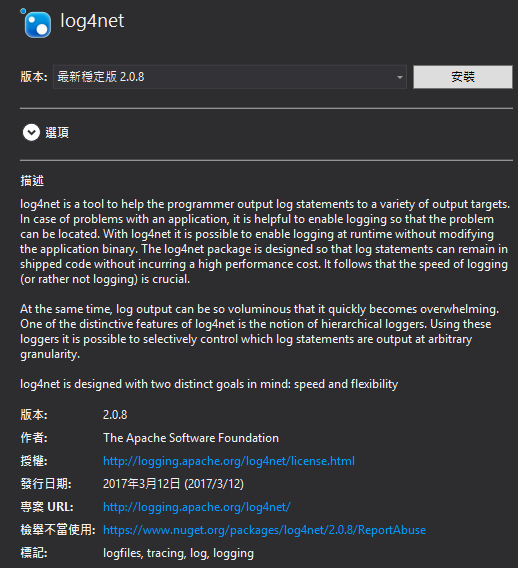 log4net
版本: 最新穩定版 2.0.8 安裝
選項
描述
log4net is a tool to help the programmer output log statements to a variety of output targets.
In case of problems with an application, it is helpful to enable logging so that the problem
can be located. With log4net it is possible to enable logging at runtime without modifying
the application binary. The log4net package is designed so that log statements can remain in
shipped code without incurring a high performance cost. It follows that the speed of logging
(or rather not logging) is crucial.
At the same time, log output can be so voluminous that it quickly becomes overwhelming.
One of the distinctive features of log4net is the notion of hierarchical loggers. Using these
loggers it is possible to selectively control which log statements are output at arbitrary
granularity.
log4net is designed with two distinct goals in mind: speed and flexibility
版本: 2.0.8
作者: The Apache Software Foundation
授權: http://logging.apache.org/log4net/license.html
發行日期: 2017年3月12日 (2017/3/12)
專案 URL: http://logging.apache.org/log4net/
檢舉不當使用: https://www.nuget.org/packages/log4net/2.0.8/ReportAbuse
標記: logfiles, tracing, log, logging